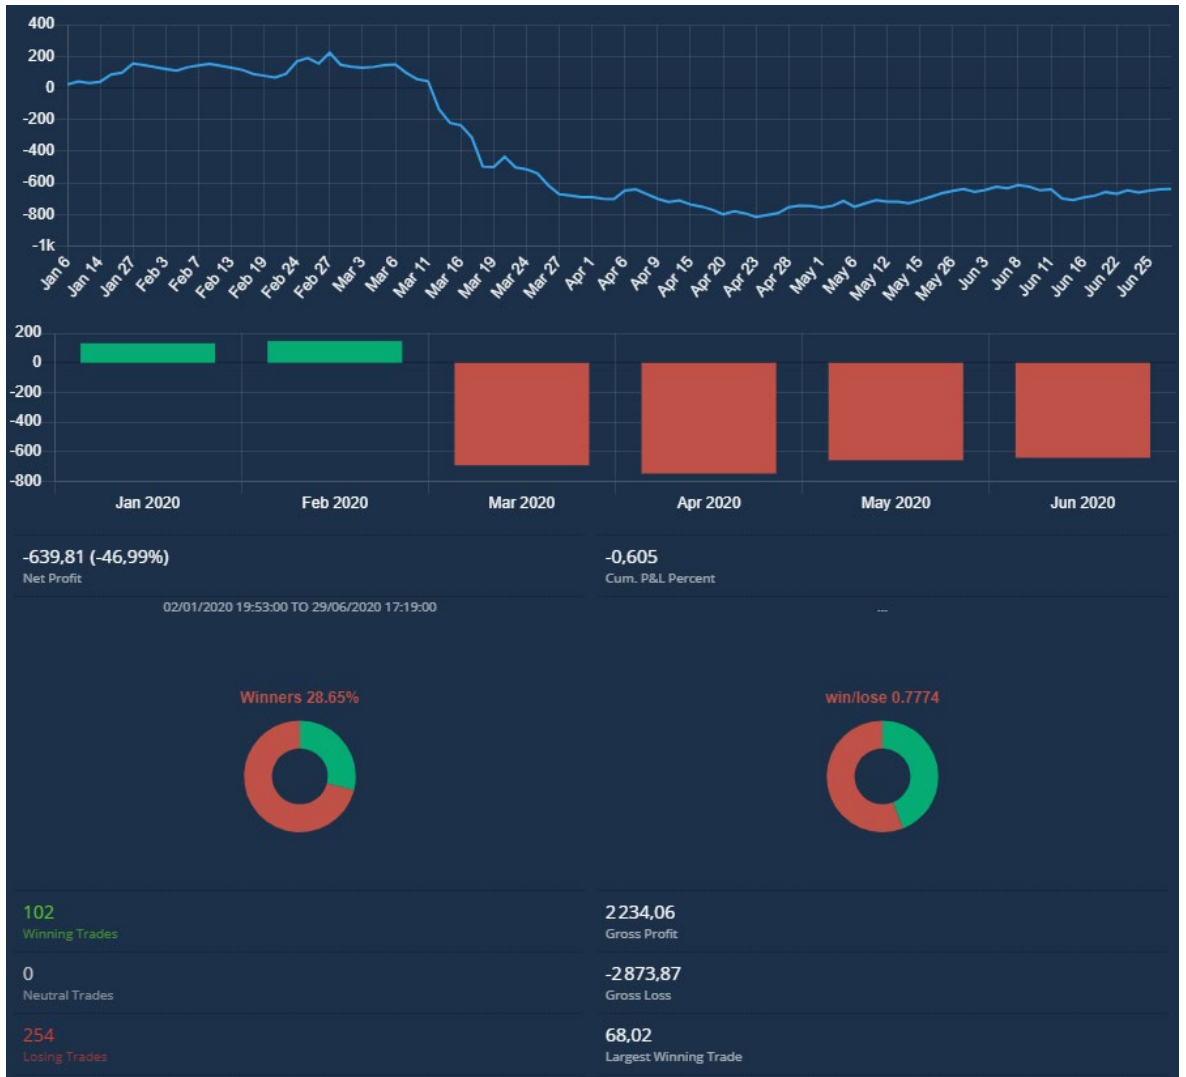 400
200
0
-200
-400
-600
-800
-1k
Jan 6 Jan 14 Jan 27 Feb 3 Feb 7 Feb 13 Feb 19 Feb 24 Feb 27 Mar 3 Mar 6 Mar 11 Mar 16 Mar 19 Mar 24 Mar 27 Apr 1 Apr 6 Apr 9 Apr 15 Apr 20 Apr 23 Apr 28 May 1 May 6 May 12 May 15 May 26 Jun 3 Jun 8 Jun 11 Jun 16 Jun 22 Jun 25
200
0
-200
-400
-600
-800
Jan 2020 Feb 2020 Mar 2020 Apr 2020 May 2020 Jun 2020
-639,81 (-46,99%)
Net Profit
-0,605
Cum. P&L Percent
02/01/2020 19:53:00 TO 29/06/2020 17:19:00
---
Winners 28.65%
win/lose 0.7774
102
Winning Trades
2 234,06
Gross Profit
0
Neutral Trades
-2 873,87
Gross Loss
254
Losing Trades
68,02
Largest Winning Trade